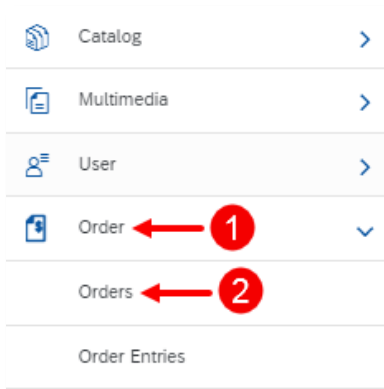 Catalog
Multimedia
User
Order 1
Orders 2
Order Entries